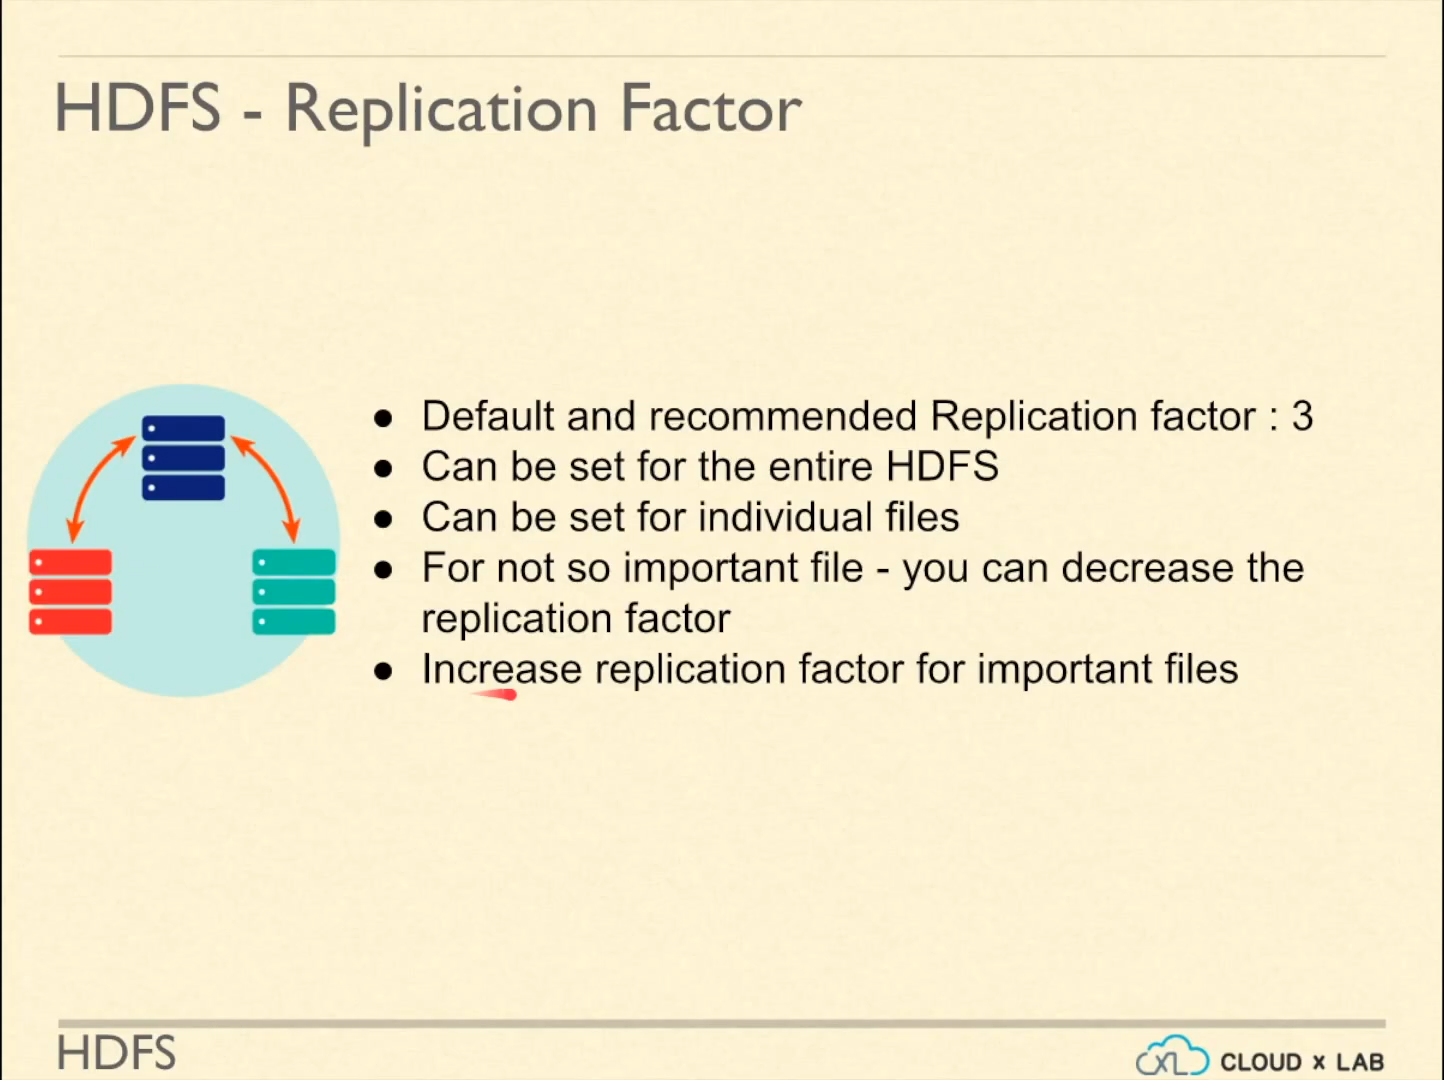 HDFS - Replication Factor
● Default and recommended Replication factor : 3
● Can be set for the entire HDFS
● Can be set for individual files
● For not so important file - you can decrease the
replication factor
● Increase replication factor for important files
HDFS
CXL CLOUD x LAB